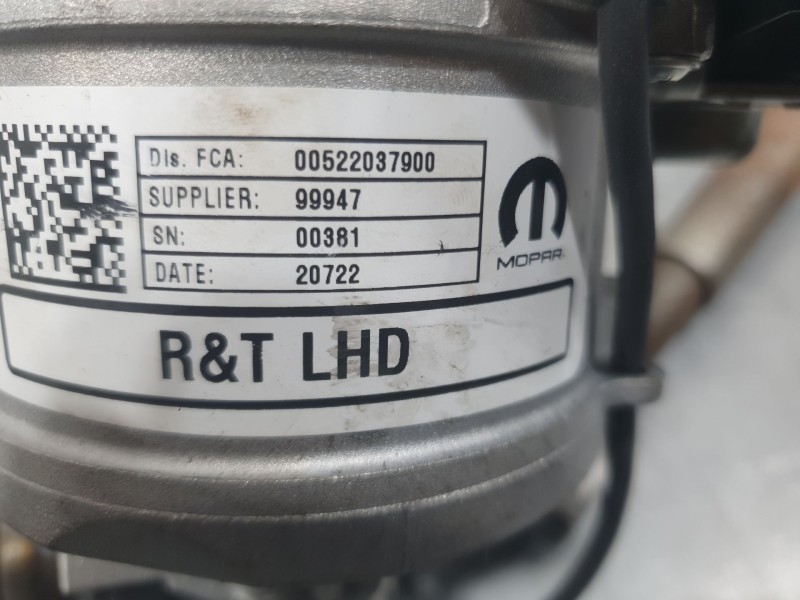 DIs. FCA: 00522037900
SUPPLIER: 99947
SN: 00381
DATE: 20722
MOPAR
R&T LHD